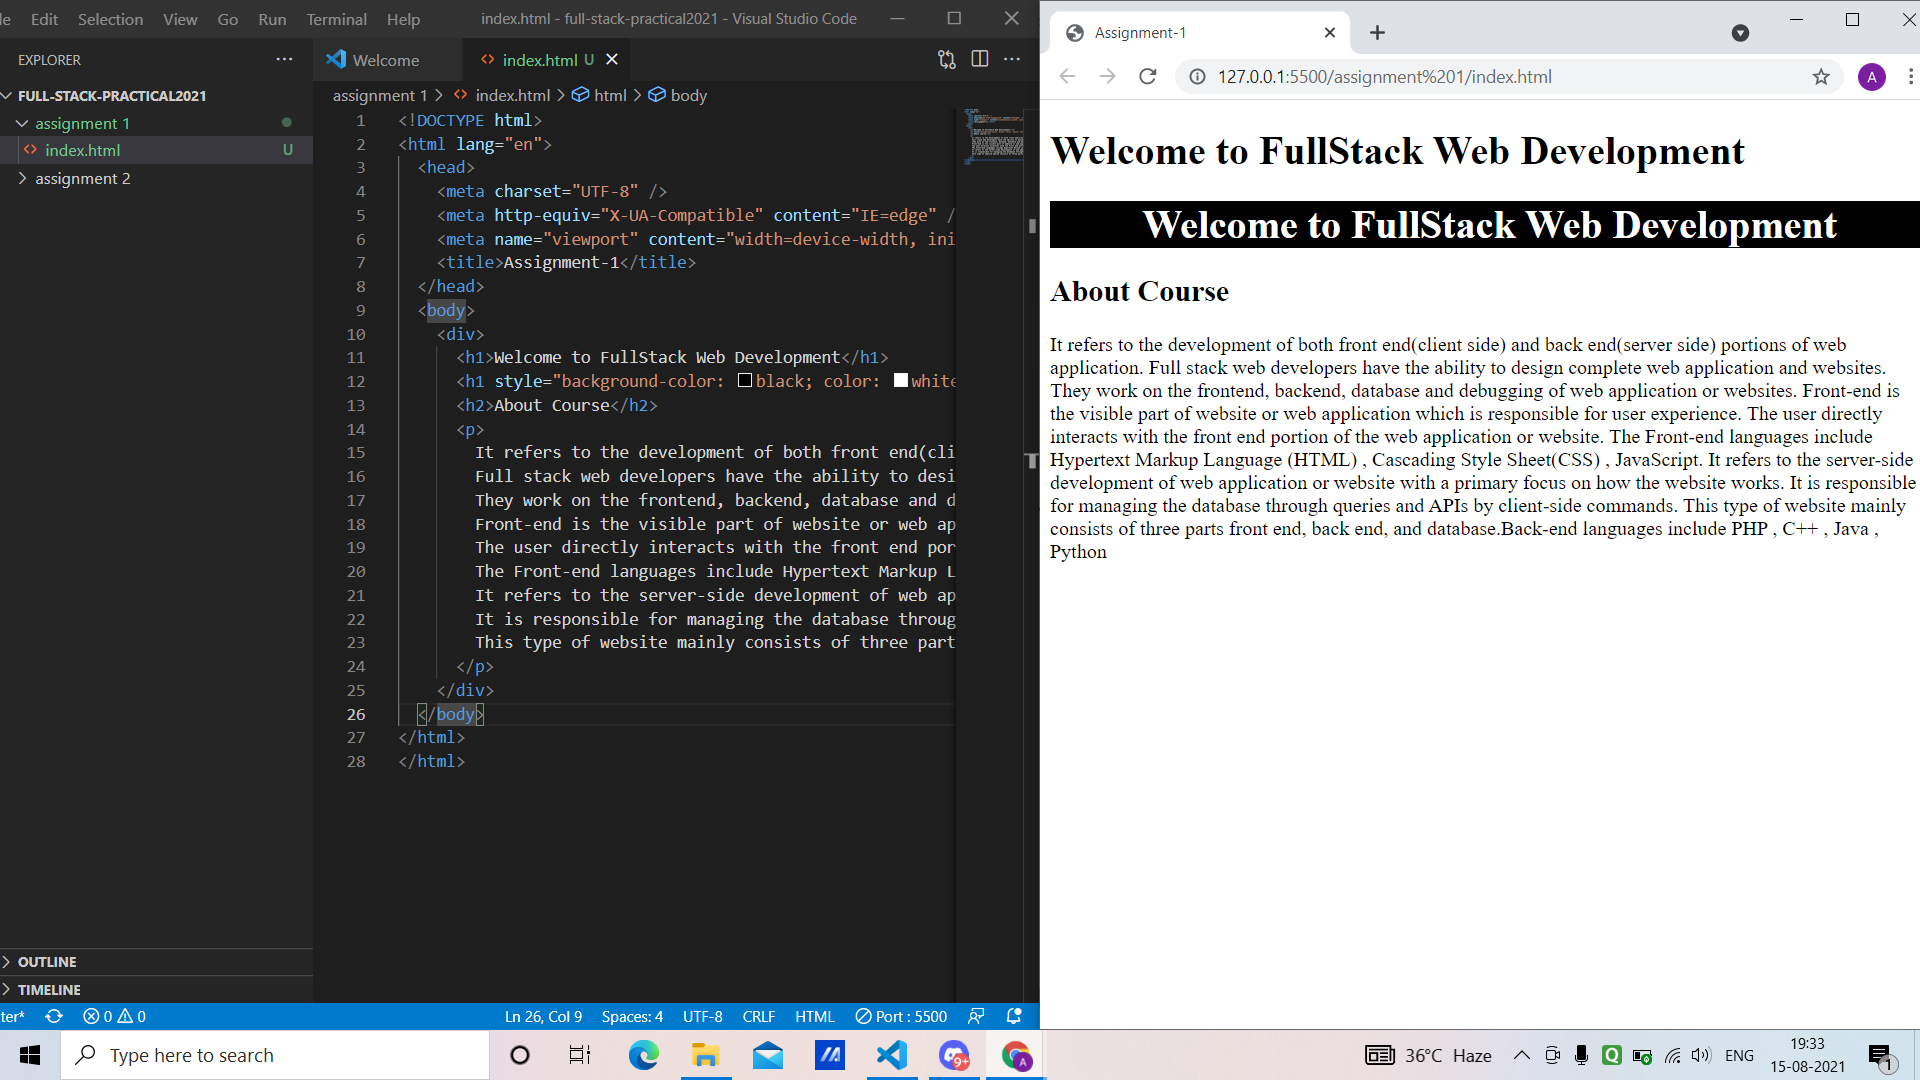 le Edit Selection View Go Run Terminal Help
index.html - full-stack-practical2021 - Visual Studio Code
EXPLORER
FULL-STACK-PRACTICAL2021
assignment 1
index.html U
assignment 2
OUTLINE
TIMELINE
Welcome
index.html U
assignment 1 index.html html body
1 <!DOCTYPE html>
2 <html lang="en">
3 <head>
4 <meta charset="UTF-8" />
5 <meta http-equiv="X-UA-Compatible" content="IE=edge" /
6 <meta name="viewport" content="width=device-width, ini
7 <title>Assignment-1</title>
8 </head>
9 <body>
10 <div>
11 <h1>Welcome to FullStack Web Development</h1>
12 <h1 style="background-color: black; color: white
13 <h2>About Course</h2>
14 <p>
15 It refers to the development of both front end(cli
16 Full stack web developers have the ability to desi
17 They work on the frontend, backend, database and d
18 Front-end is the visible part of website or web ap
19 The user directly interacts with the front end por
20 The Front-end languages include Hypertext Markup L
21 It refers to the server-side development of web ap
22 It is responsible for managing the database throug
23 This type of website mainly consists of three part
24 </p>
25 </div>
26 </body>
27 </html>
28 </html>
ter* 0 0 Ln 26, Col 9 Spaces: 4 UTF-8 CRLF HTML Port : 5500
Assignment-1
127.0.0.1:5500/assignment%201/index.html
A
Welcome to FullStack Web Development
Welcome to FullStack Web Development
About Course
It refers to the development of both front end(client side) and back end(server side) portions of web
application. Full stack web developers have the ability to design complete web application and websites.
They work on the frontend, backend, database and debugging of web application or websites. Front-end is
the visible part of website or web application which is responsible for user experience. The user directly
interacts with the front end portion of the web application or website. The Front-end languages include
Hypertext Markup Language (HTML) , Cascading Style Sheet(CSS) , JavaScript. It refers to the server-side
development of web application or website with a primary focus on how the website works. It is responsible
for managing the database through queries and APIs by client-side commands. This type of website mainly
consists of three parts front end, back end, and database.Back-end languages include PHP , C++ , Java ,
Python
Type here to search
9+
A
36°C Haze
Q
ENG
19:33
15-08-2021
1